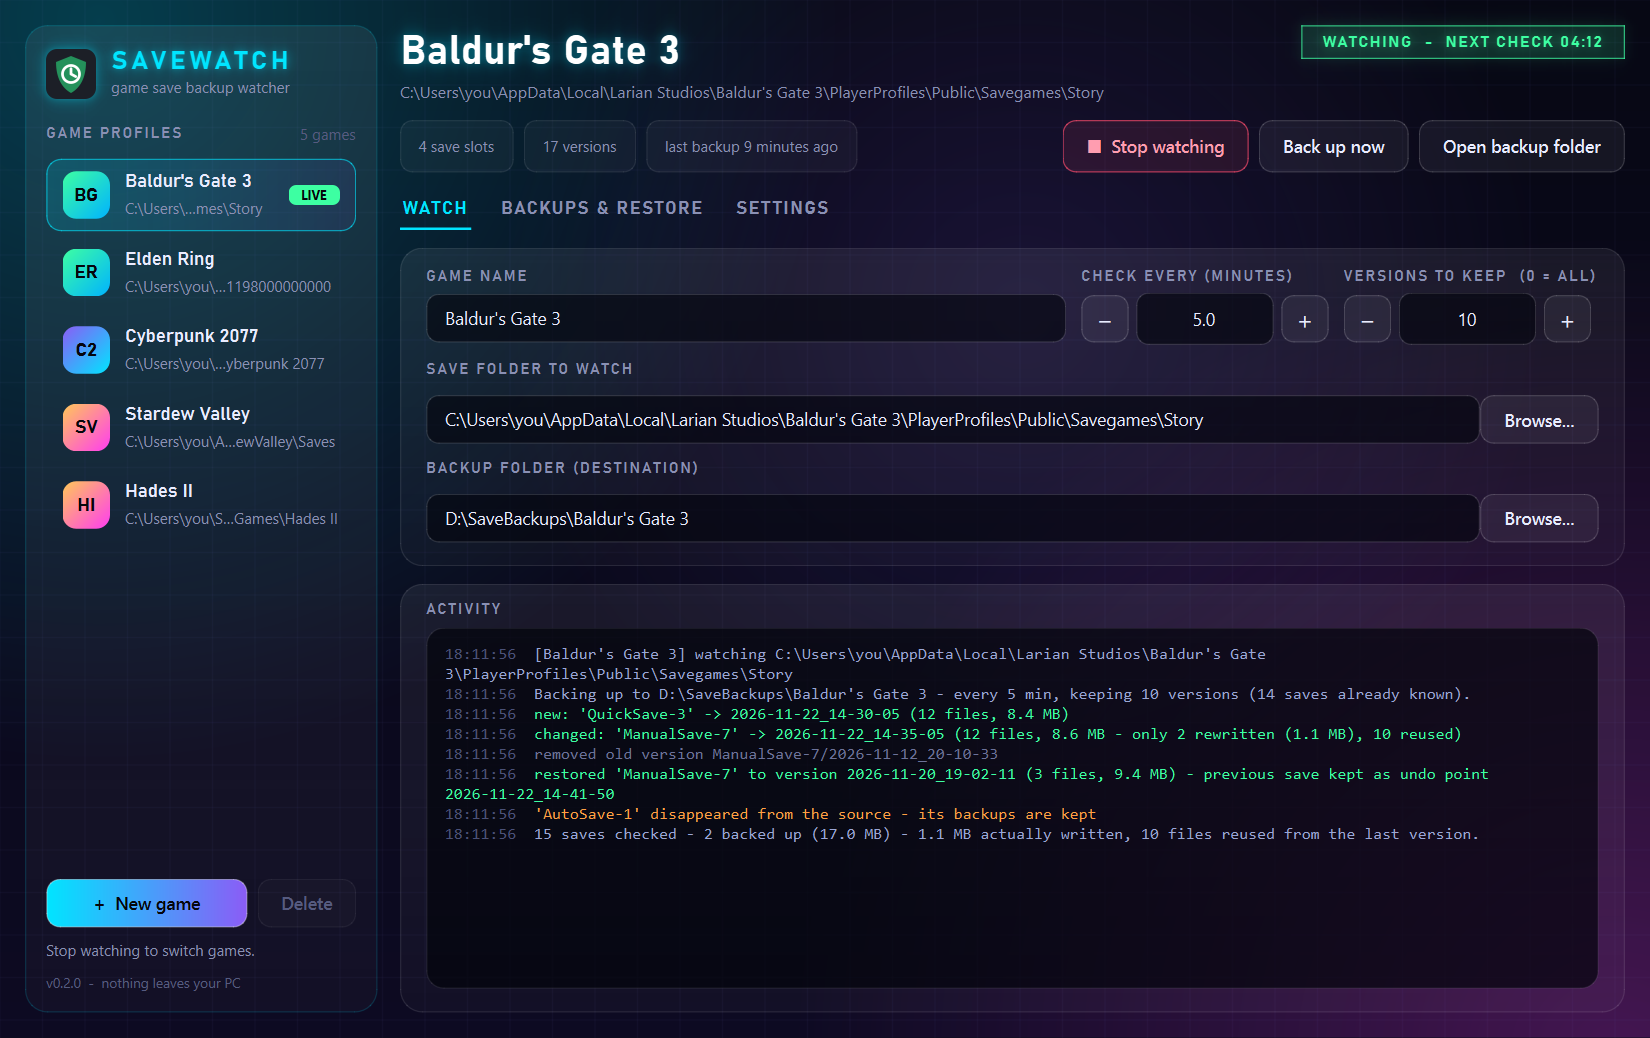 SAVEWATCH
game save backup watcher
GAME PROFILES
5 games
BG
Baldur's Gate 3
C:\Users\...mes\Story
LIVE
ER
Elden Ring
C:\Users\you\...1198000000000
C2
Cyberpunk 2077
C:\Users\you\...yberpunk 2077
SV
Stardew Valley
C:\Users\you\A...ewValley\Saves
HI
Hades II
C:\Users\you\S...Games\Hades II
+ New game
Delete
Stop watching to switch games.
v0.2.0 - nothing leaves your PC
Baldur's Gate 3
WATCHING - NEXT CHECK 04:12
C:\Users\you\AppData\Local\Larian Studios\Baldur's Gate 3\PlayerProfiles\Public\Savegames\Story
4 save slots
17 versions
last backup 9 minutes ago
Stop watching
Back up now
Open backup folder
WATCH
BACKUPS & RESTORE
SETTINGS
GAME NAME
CHECK EVERY (MINUTES)
VERSIONS TO KEEP (0 = ALL)
Baldur's Gate 3
– 5.0 +
– 10 +
SAVE FOLDER TO WATCH
C:\Users\you\AppData\Local\Larian Studios\Baldur's Gate 3\PlayerProfiles\Public\Savegames\Story
Browse...
BACKUP FOLDER (DESTINATION)
D:\SaveBackups\Baldur's Gate 3
Browse...
ACTIVITY
18:11:56 [Baldur's Gate 3] watching C:\Users\you\AppData\Local\Larian Studios\Baldur's Gate
3\PlayerProfiles\Public\Savegames\Story
18:11:56 Backing up to D:\SaveBackups\Baldur's Gate 3 - every 5 min, keeping 10 versions (14 saves already known).
18:11:56 new: 'QuickSave-3' -> 2026-11-22_14-30-05 (12 files, 8.4 MB)
18:11:56 changed: 'ManualSave-7' -> 2026-11-22_14-35-05 (12 files, 8.6 MB - only 2 rewritten (1.1 MB), 10 reused)
18:11:56 removed old version ManualSave-7/2026-11-12_20-10-33
18:11:56 restored 'ManualSave-7' to version 2026-11-20_19-02-11 (3 files, 9.4 MB) - previous save kept as undo point
2026-11-22_14-41-50
18:11:56 'AutoSave-1' disappeared from the source - its backups are kept
18:11:56 15 saves checked - 2 backed up (17.0 MB) - 1.1 MB actually written, 10 files reused from the last version.